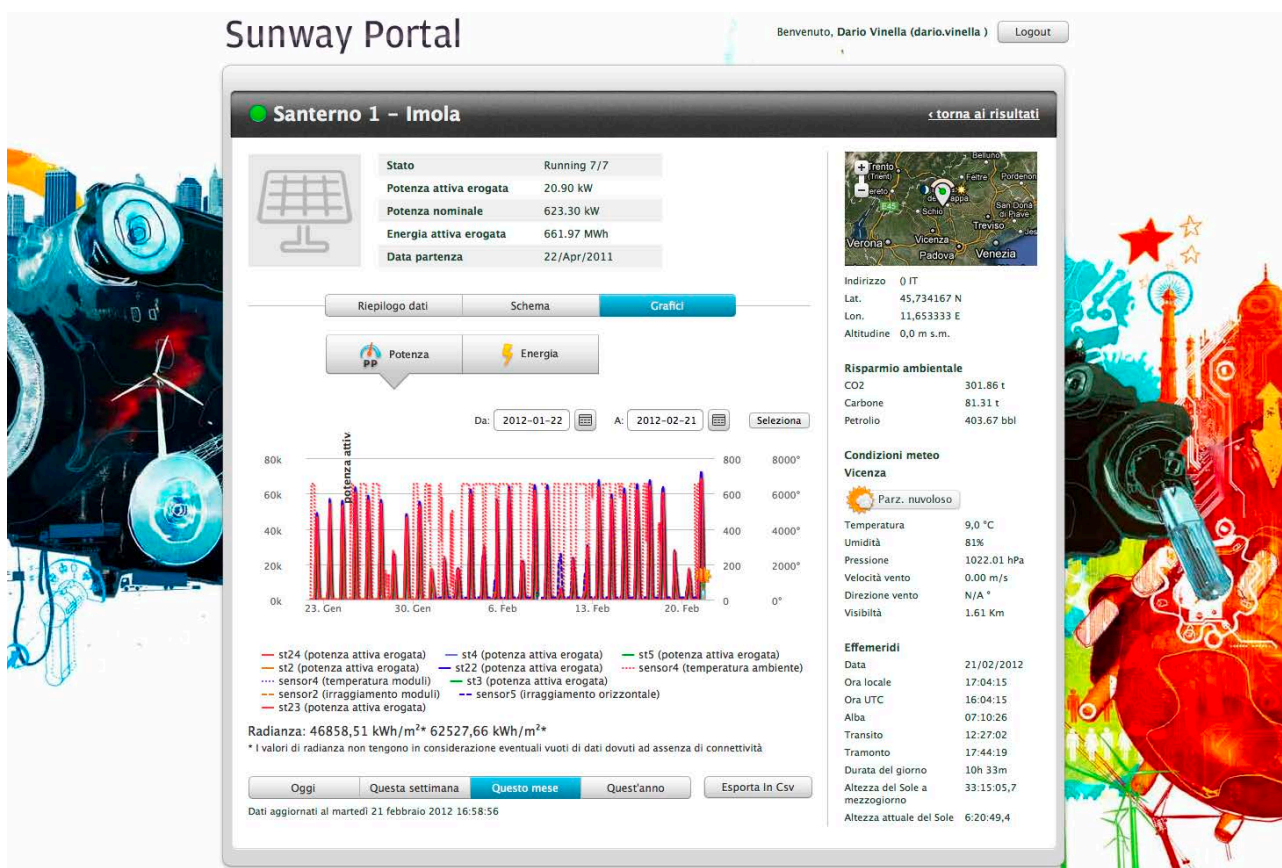 Sunway Portal
Benvenuto, Dario Vinella (dario.vinella ) Logout
Santerno 1 - Imola
‹ torna ai risultati
Stato Running 7/7
Potenza attiva erogata 20.90 kW
Potenza nominale 623.30 kW
Energia attiva erogata 661.97 MWh
Data partenza 22/Apr/2011
Riepilogo dati Schema Grafici
PP Potenza Energia
Da: 2012-01-22 A: 2012-02-21 Seleziona
potenza attiv
80k 800 8000°
60k 600 6000°
40k 400 4000°
20k 200 2000°
0k 0 0°
23. Gen 30. Gen 6. Feb 13. Feb 20. Feb
st24 (potenza attiva erogata) st4 (potenza attiva erogata) st5 (potenza attiva erogata)
st2 (potenza attiva erogata) st22 (potenza attiva erogata) sensor4 (temperatura ambiente)
sensor4 (temperatura moduli) st3 (potenza attiva erogata)
sensor2 (irraggiamento moduli) sensor5 (irraggiamento orizzontale)
st23 (potenza attiva erogata)
Radianza: 46858,51 kWh/m²* 62527,66 kWh/m²*
* I valori di radianza non tengono in considerazione eventuali vuoti di dati dovuti ad assenza di connettività
Oggi Questa settimana Questo mese Quest'anno Esporta In Csv
Dati aggiornati al martedì 21 febbraio 2012 16:58:56
Belluno
Trento
(Trient)
Feltre Pordenon
E45
Schio
San Donà
di Piave
Treviso
Verona Vicenza
Padova Venezia
Indirizzo 0 IT
Lat. 45,734167 N
Lon. 11,653333 E
Altitudine 0,0 m s.m.
Risparmio ambientale
CO2 301.86 t
Carbone 81.31 t
Petrolio 403.67 bbl
Condizioni meteo
Vicenza
Parz. nuvoloso
Temperatura 9,0 °C
Umidità 81%
Pressione 1022.01 hPa
Velocità vento 0.00 m/s
Direzione vento N/A °
Visibiltà 1.61 Km
Effemeridi
Data 21/02/2012
Ora locale 17:04:15
Ora UTC 16:04:15
Alba 07:10:26
Transito 12:27:02
Tramonto 17:44:19
Durata del giorno 10h 33m
Altezza del Sole a 33:15:05,7
mezzogiorno
Altezza attuale del Sole 6:20:49,4